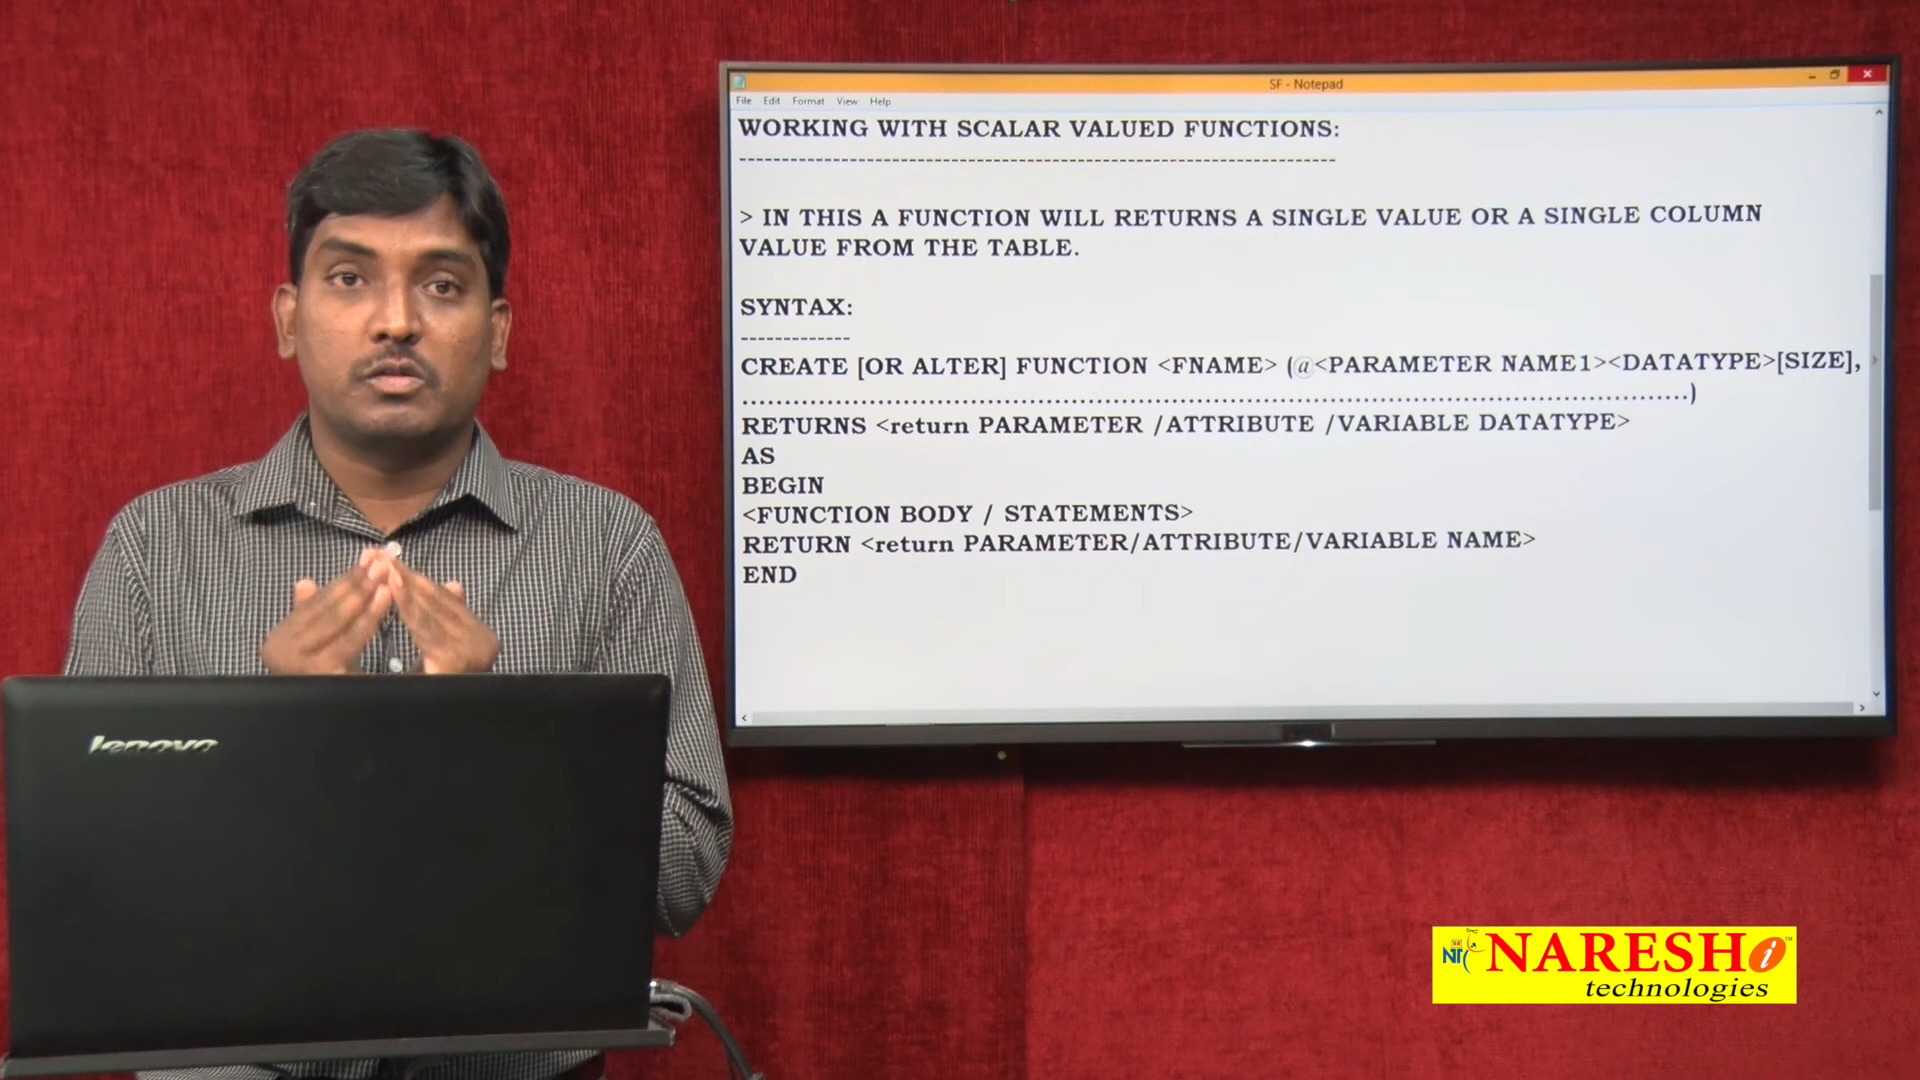 SF - Notepad
File Edit Format View Help
WORKING WITH SCALAR VALUED FUNCTIONS:
--------------------------------------------------------------------
> IN THIS A FUNCTION WILL RETURNS A SINGLE VALUE OR A SINGLE COLUMN
VALUE FROM THE TABLE.
SYNTAX:
-------------
CREATE [OR ALTER] FUNCTION <FNAME> (@<PARAMETER NAME1><DATATYPE>[SIZE],
..............................................................................................................)
RETURNS <return PARAMETER /ATTRIBUTE /VARIABLE DATATYPE>
AS
BEGIN
<FUNCTION BODY / STATEMENTS>
RETURN <return PARAMETER/ATTRIBUTE/VARIABLE NAME>
END
lenovo
NT NARESH i ™
technologies